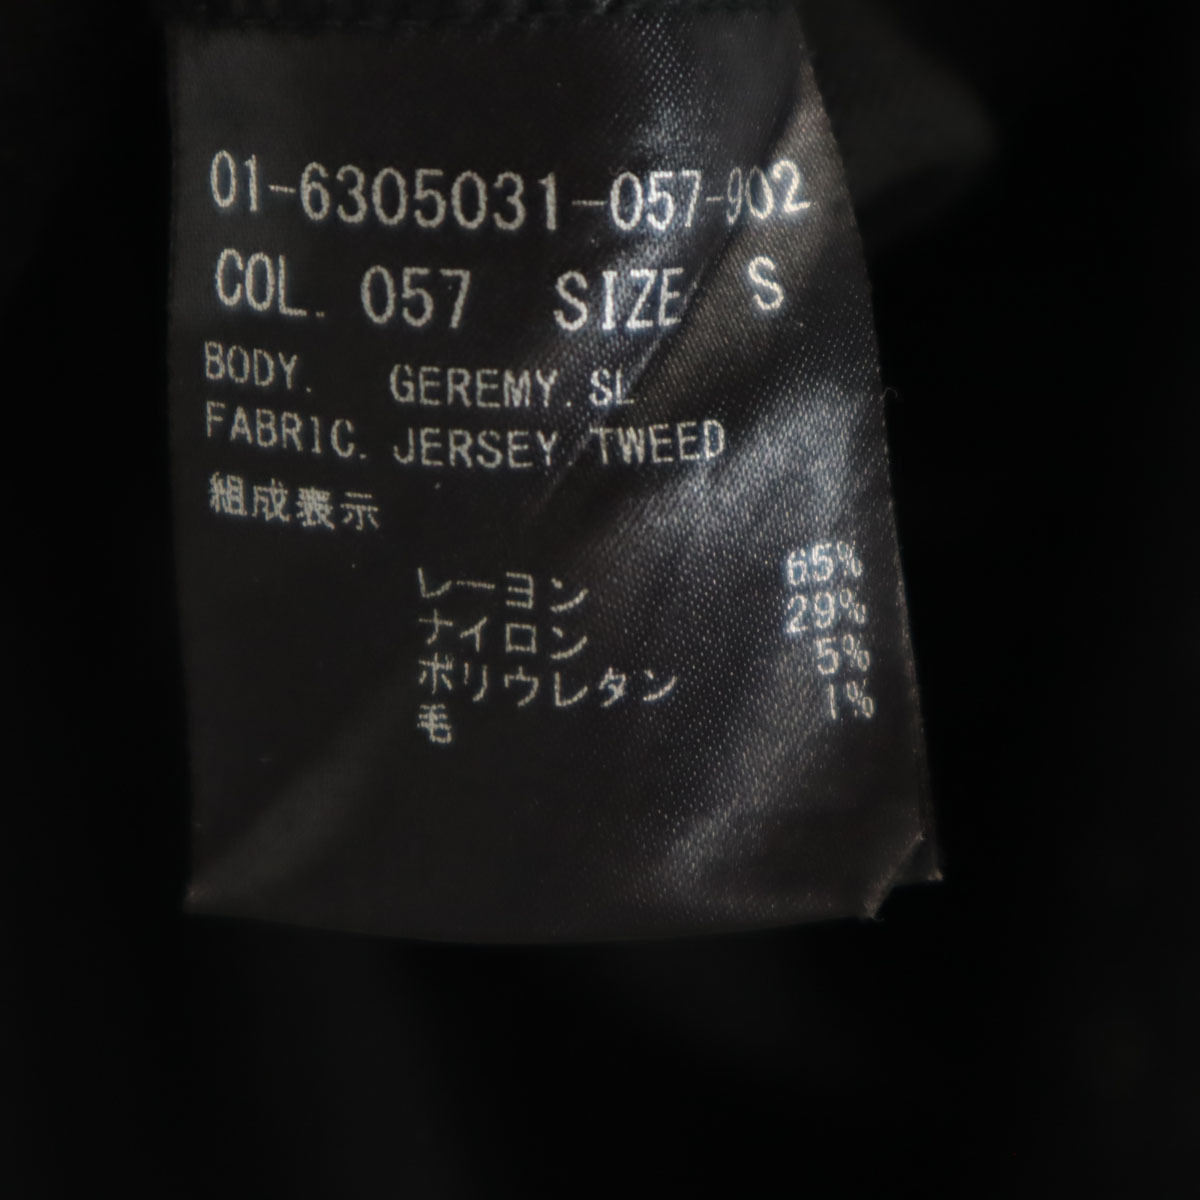 01-6305031-057-902
COL. 057 SIZE S
BODY. GEREMY. SL
FABRIC. JERSEY. TWEED
組成表示
レーヨン 65%
ナイロン 29%
ポリウレタン 5%
毛 1%